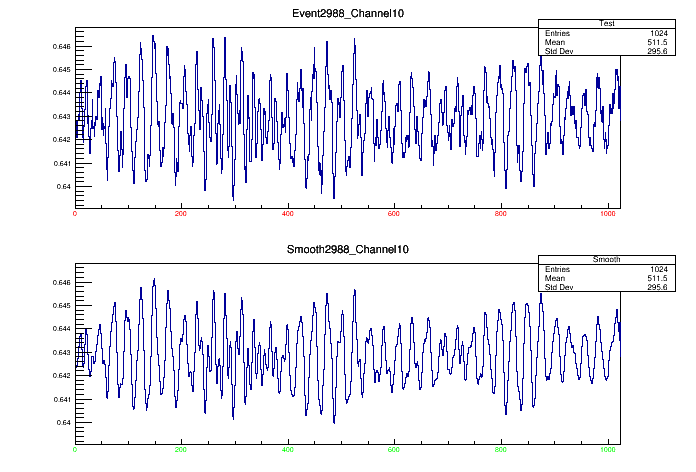 Event2988_Channel10
Test
Entries 1024
Mean 511.5
Std Dev 295.6
0.646
0.645
0.644
0.643
0.642
0.641
0.64
0 200 400 600 800 1000
Smooth2988_Channel10
Smooth
Entries 1024
Mean 511.5
Std Dev 295.6
0.646
0.645
0.644
0.643
0.642
0.641
0.64
0 200 400 600 800 1000